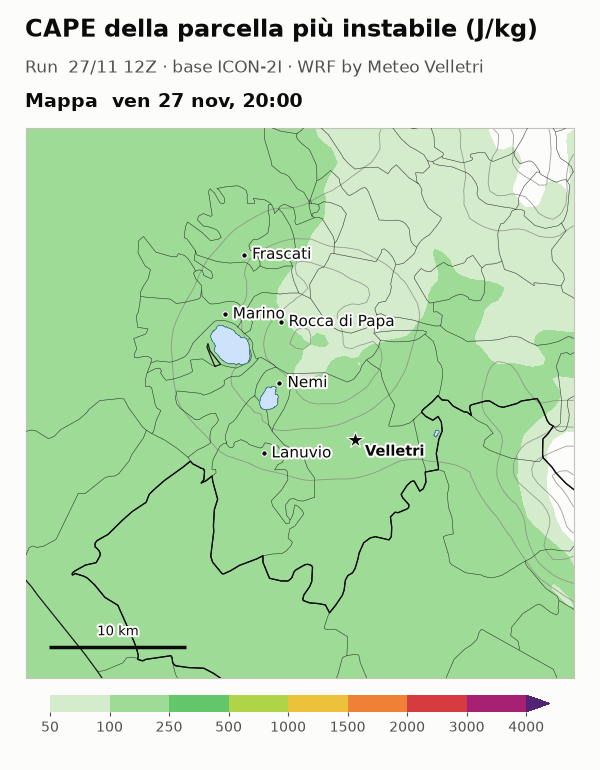 CAPE della parcella più instabile (J/kg)
Run  27/11 12Z · base ICON-2I · WRF by Meteo Velletri
Mappa  ven 27 nov, 20:00
Frascati
Marino
Rocca di Papa
Nemi
Velletri
Lanuvio
10 km
50 100 250 500 1000 1500 2000 3000 4000